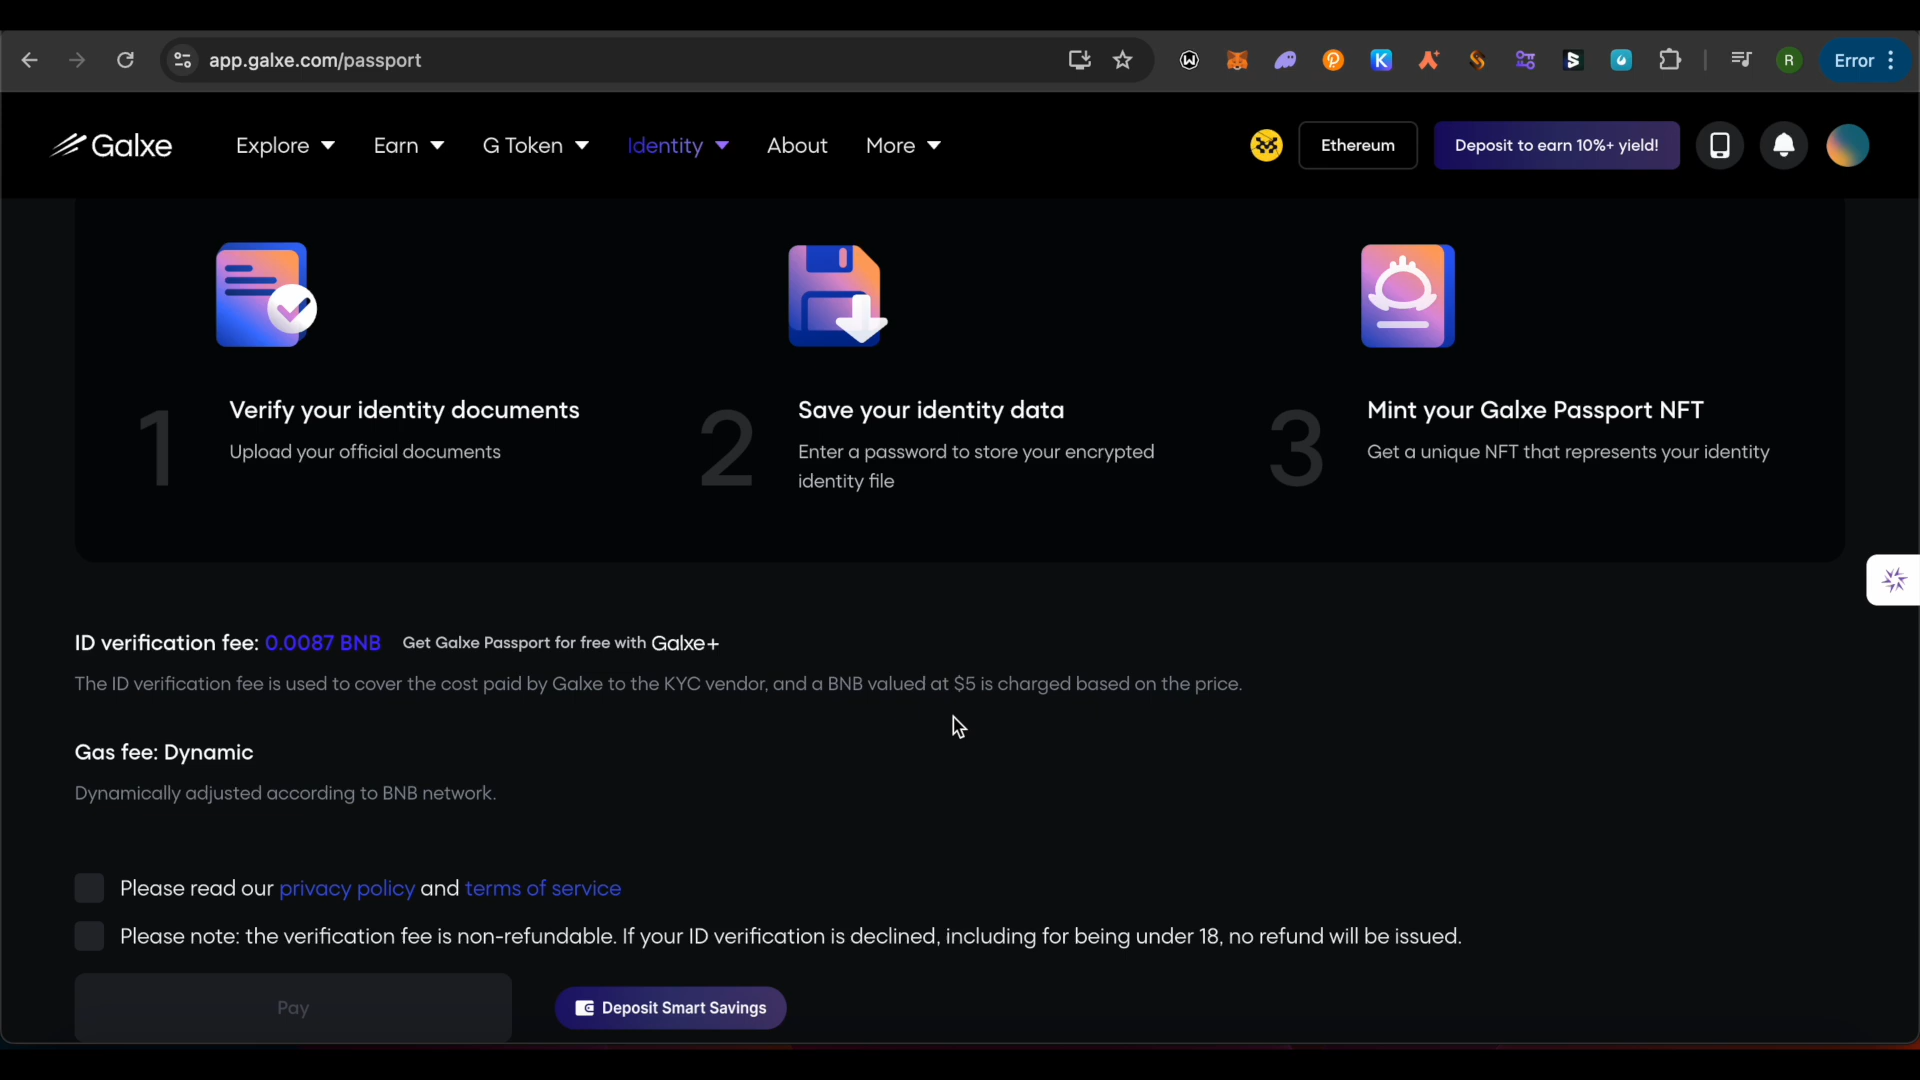 app.galxe.com/passport
Error
Galxe
Explore
Earn
G Token
Identity
About
More
Ethereum
Deposit to earn 10%+ yield!
R
1
Verify your identity documents
Upload your official documents
2
Save your identity data
Enter a password to store your encrypted
identity file
3
Mint your Galxe Passport NFT
Get a unique NFT that represents your identity
ID verification fee: 0.0087 BNB Get Galxe Passport for free with Galxe+
The ID verification fee is used to cover the cost paid by Galxe to the KYC vendor, and a BNB valued at $5 is charged based on the price.
Gas fee: Dynamic
Dynamically adjusted according to BNB network.
Please read our privacy policy and terms of service
Please note: the verification fee is non-refundable. If your ID verification is declined, including for being under 18, no refund will be issued.
Pay
Deposit Smart Savings